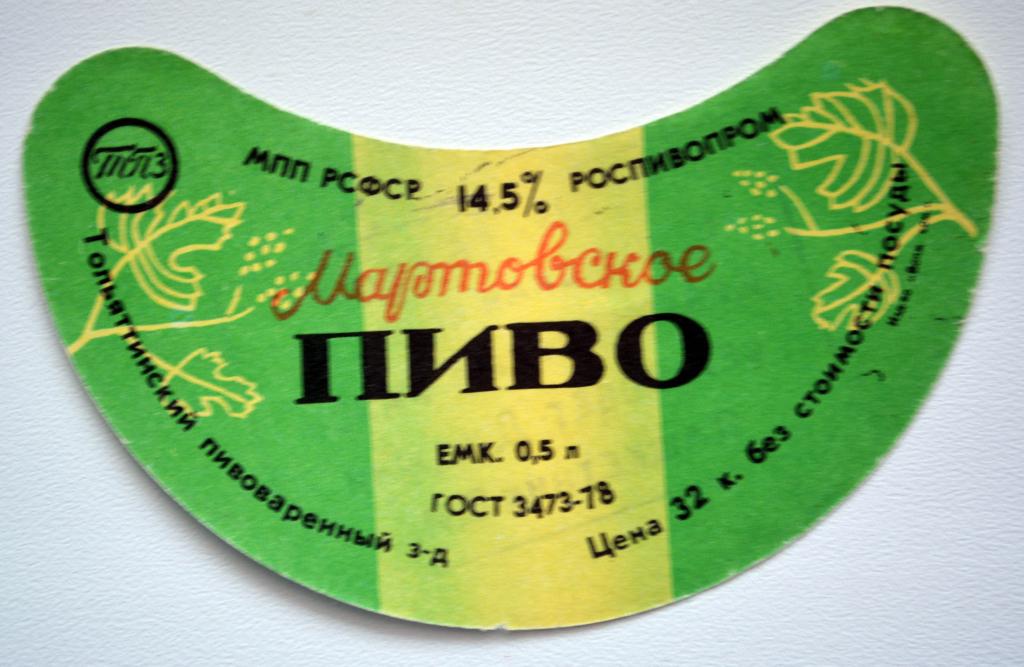 ТПЗ
МПП РСФСР 14,5% РОСПИВОПРОМ
Мартовское
ПИВО
ЕМК. 0,5 л
ГОСТ 3473-78
Тольяттинский пивоваренный з-д
Цена 32 к. без стоимости посуды